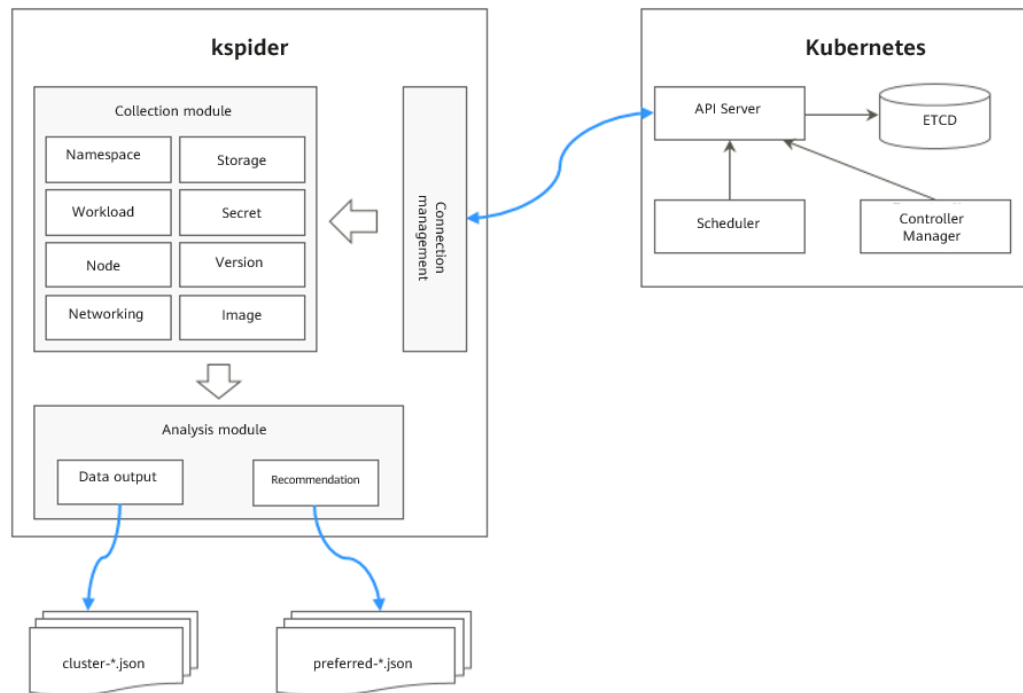 kspider
Collection module
Namespace
Storage
Workload
Secret
Node
Version
Networking
Image
Connection
management
Analysis module
Data output
Recommendation
cluster-*.json
preferred-*.json
Kubernetes
API Server
ETCD
Scheduler
Controller
Manager